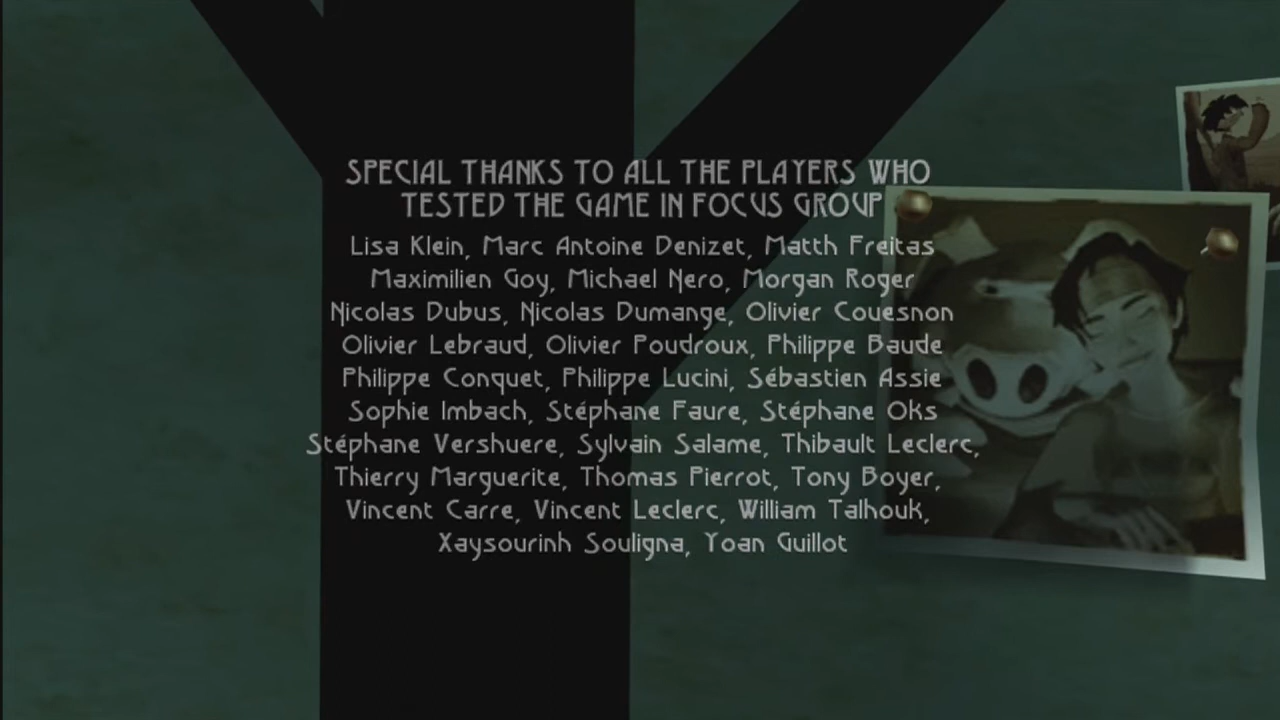 SPECIAL THANKS TO ALL THE PLAYERS WHO
TESTED THE GAME IN FOCUS GROUP
Lisa Klein, Marc Antoine Denizet, Matth Freitas
Maximilien Goy, Michael Nero, Morgan Roger
Nicolas Dubus, Nicolas Dumange, Olivier Couesnon
Olivier Lebraud, Olivier Poudroux, Philippe Baude
Philippe Conquet, Philippe Lucini, Sébastien Assie
Sophie Imbach, Stéphane Faure, Stéphane Oks
Stéphane Vershuere, Sylvain Salame, Thibault Leclerc,
Thierry Marguerite, Thomas Pierrot, Tony Boyer,
Vincent Carre, Vincent Leclerc, William Talhouk,
Xaysourinh Souligna, Yoan Guillot